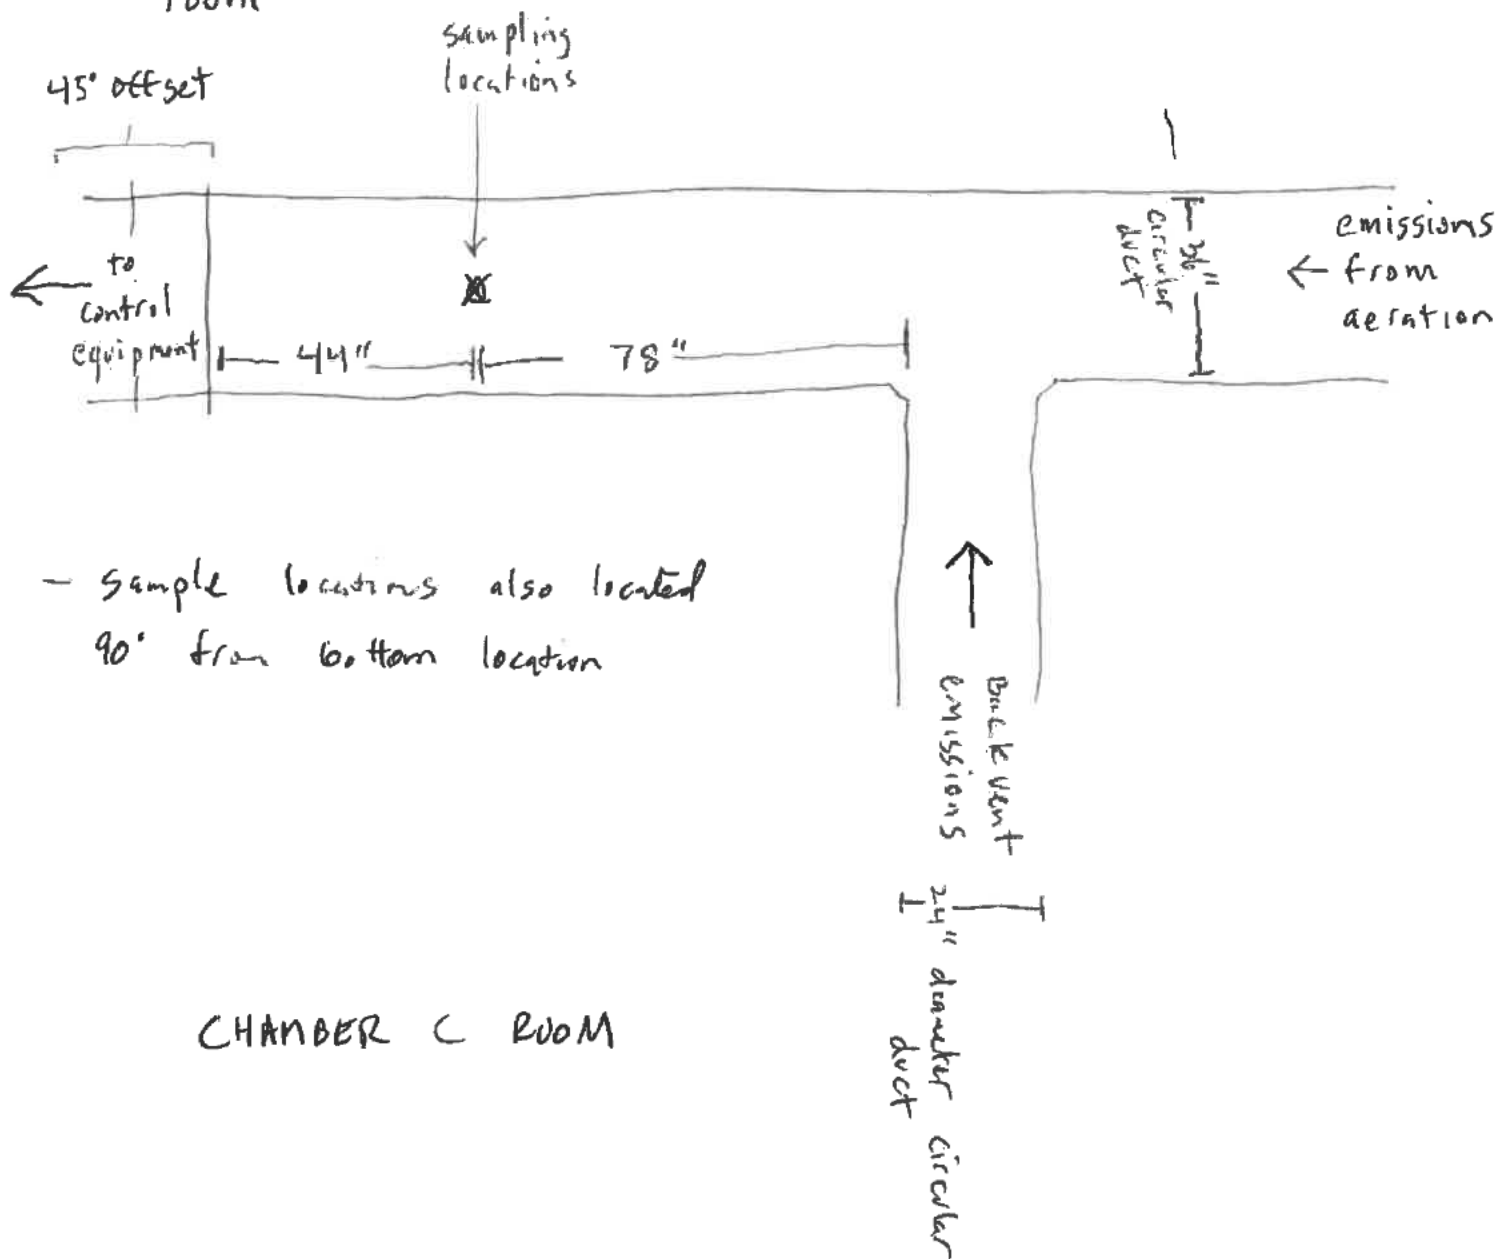 room
sampling
locations
45° offset
36"
circular
duct
emissions
← from
aeration
to
control
equipment
44"
78"
- sample locations also located
90° from bottom location
Back vent
emissions
24" diameter circular
duct
CHAMBER C ROOM